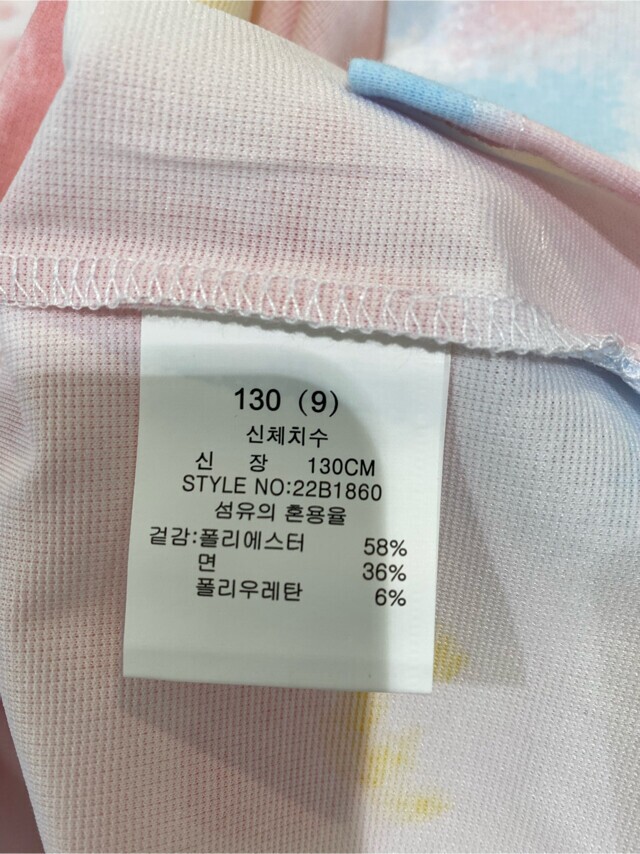 130 (9)
신체치수
신 장 130CM
STYLE NO:22B1860
섬유의 혼용율
겉감:폴리에스터 58%
면 36%
폴리우레탄 6%